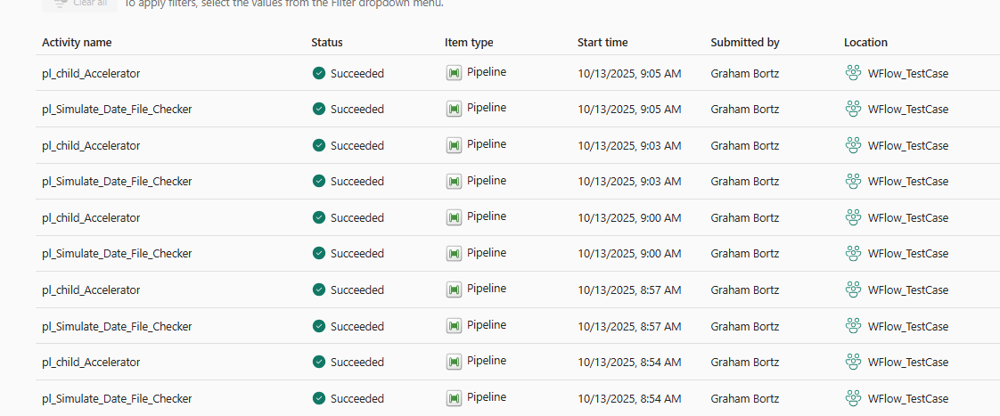 Clear all To apply filters, select the values from the Filter dropdown menu.
Activity name Status Item type Start time Submitted by Location
pl_child_Accelerator Succeeded Pipeline 10/13/2025, 9:05 AM Graham Bortz WFlow_TestCase
pl_Simulate_Date_File_Checker Succeeded Pipeline 10/13/2025, 9:05 AM Graham Bortz WFlow_TestCase
pl_child_Accelerator Succeeded Pipeline 10/13/2025, 9:03 AM Graham Bortz WFlow_TestCase
pl_Simulate_Date_File_Checker Succeeded Pipeline 10/13/2025, 9:03 AM Graham Bortz WFlow_TestCase
pl_child_Accelerator Succeeded Pipeline 10/13/2025, 9:00 AM Graham Bortz WFlow_TestCase
pl_Simulate_Date_File_Checker Succeeded Pipeline 10/13/2025, 9:00 AM Graham Bortz WFlow_TestCase
pl_child_Accelerator Succeeded Pipeline 10/13/2025, 8:57 AM Graham Bortz WFlow_TestCase
pl_Simulate_Date_File_Checker Succeeded Pipeline 10/13/2025, 8:57 AM Graham Bortz WFlow_TestCase
pl_child_Accelerator Succeeded Pipeline 10/13/2025, 8:54 AM Graham Bortz WFlow_TestCase
pl_Simulate_Date_File_Checker Succeeded Pipeline 10/13/2025, 8:54 AM Graham Bortz WFlow_TestCase